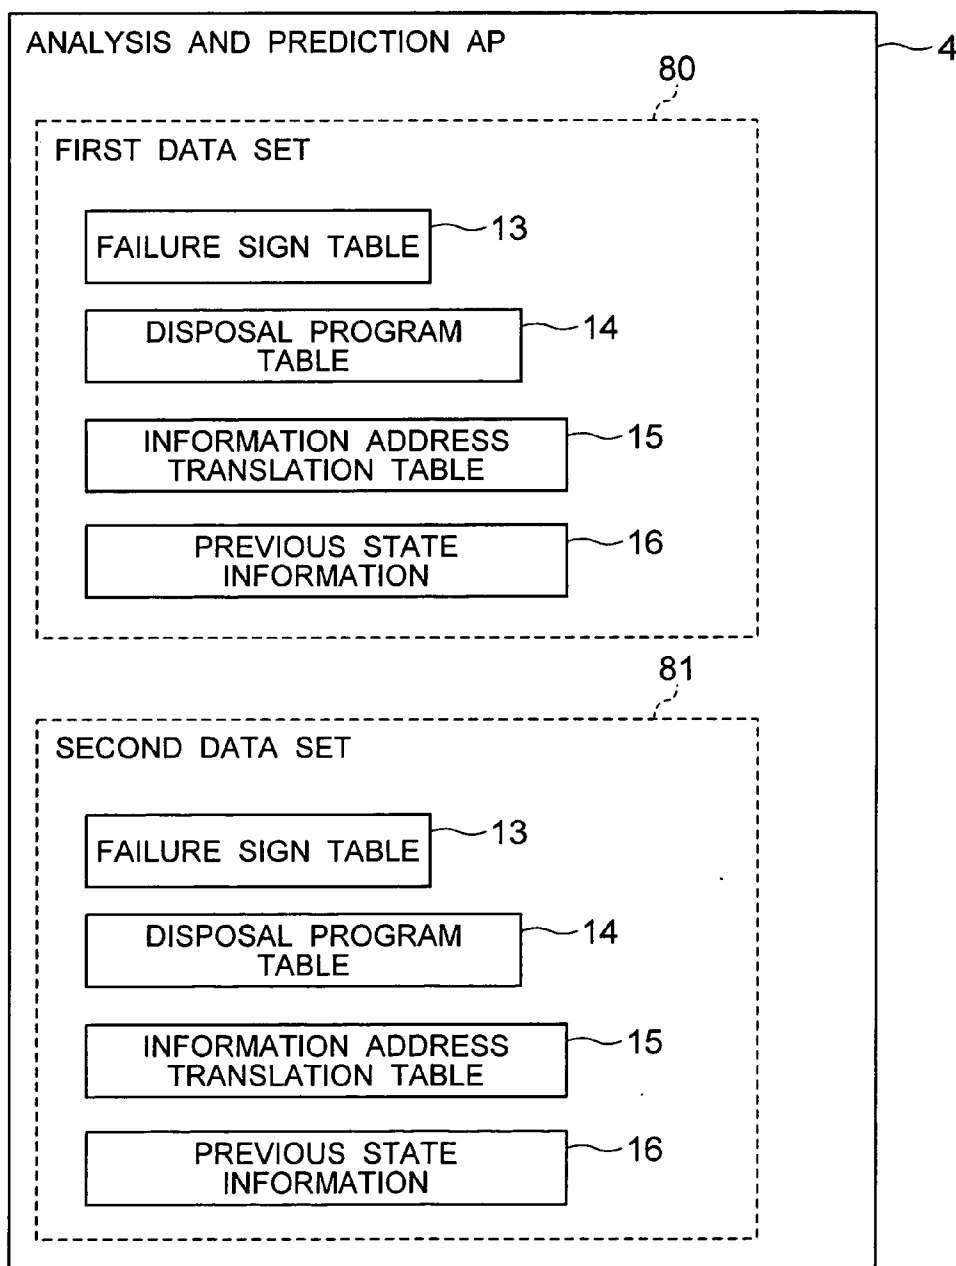 ANALYSIS AND PREDICTION AP
4
80
FIRST DATA SET
FAILURE SIGN TABLE
13
DISPOSAL PROGRAM
TABLE
14
INFORMATION ADDRESS
TRANSLATION TABLE
15
PREVIOUS STATE
INFORMATION
16
81
SECOND DATA SET
FAILURE SIGN TABLE
13
DISPOSAL PROGRAM
TABLE
14
INFORMATION ADDRESS
TRANSLATION TABLE
15
PREVIOUS STATE
INFORMATION
16